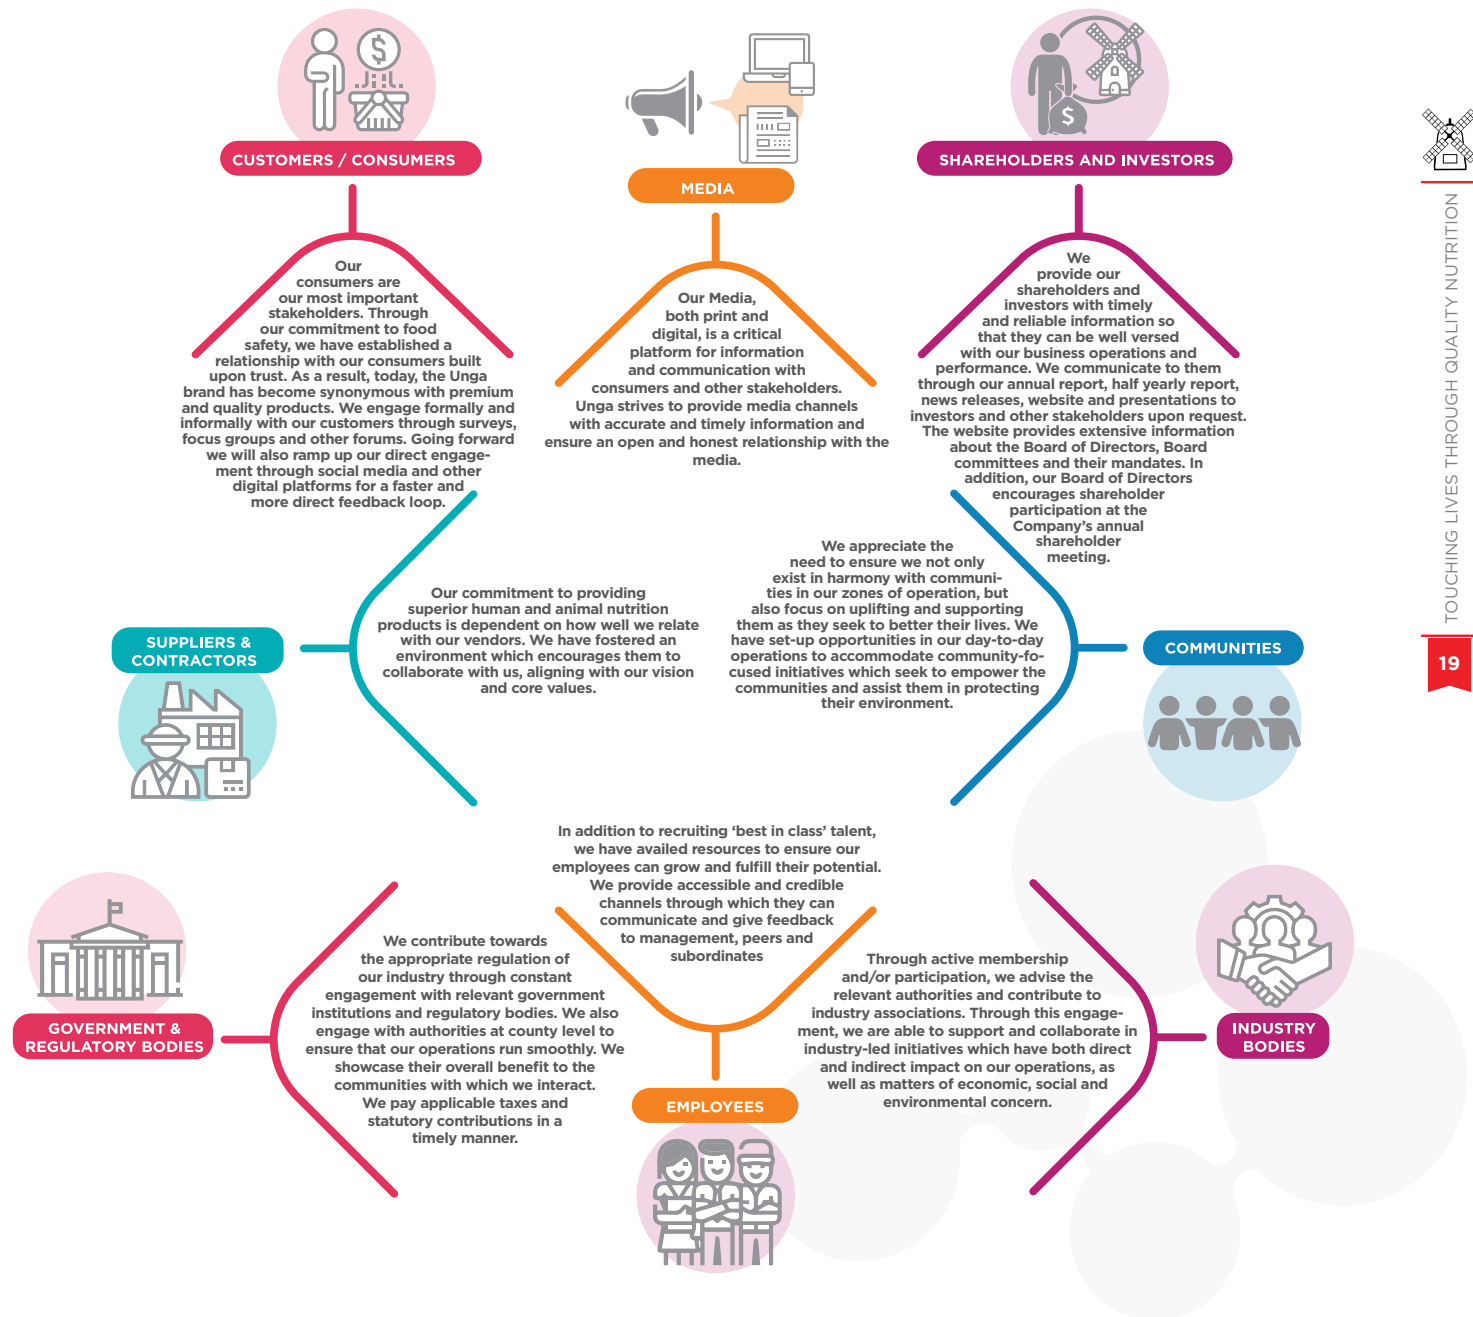 CUSTOMERS / CONSUMERS
Our
consumers are
our most important
stakeholders. Through
our commitment to food
safety, we have established a
relationship with our consumers built
upon trust. As a result, today, the Unga
brand has become synonymous with premium
and quality products. We engage formally and
informally with our customers through surveys,
focus groups and other forums. Going forward
we will also ramp up our direct engage-
ment through social media and other
digital platforms for a faster and
more direct feedback loop.
MEDIA
Our Media,
both print and
digital, is a critical
platform for information
and communication with
consumers and other stakeholders.
Unga strives to provide media channels
with accurate and timely information and
ensure an open and honest relationship with the
media.
SHAREHOLDERS AND INVESTORS
We
provide our
shareholders and
investors with timely
and reliable information so
that they can be well versed
with our business operations and
performance. We communicate to them
through our annual report, half yearly report,
news releases, website and presentations to
investors and other stakeholders upon request.
The website provides extensive information
about the Board of Directors, Board
committees and their mandates. In
addition, our Board of Directors
encourages shareholder
participation at the
Company's annual
shareholder
meeting.
SUPPLIERS &
CONTRACTORS
Our commitment to providing
superior human and animal nutrition
products is dependent on how well we relate
with our vendors. We have fostered an
environment which encourages them to
collaborate with us, aligning with our vision
and core values.
We appreciate the
need to ensure we not only
exist in harmony with communi-
ties in our zones of operation, but
also focus on uplifting and supporting
them as they seek to better their lives. We
have set-up opportunities in our day-to-day
operations to accommodate community-fo-
cused initiatives which seek to empower the
communities and assist them in protecting
their environment.
COMMUNITIES
GOVERNMENT &
REGULATORY BODIES
We contribute towards
the appropriate regulation of
our industry through constant
engagement with relevant government
institutions and regulatory bodies. We also
engage with authorities at county level to
ensure that our operations run smoothly. We
showcase their overall benefit to the
communities with which we interact.
We pay applicable taxes and
statutory contributions in a
timely manner.
In addition to recruiting ‘best in class’ talent,
we have availed resources to ensure our
employees can grow and fulfill their potential.
We provide accessible and credible
channels through which they can
communicate and give feedback
to management, peers and
subordinates
EMPLOYEES
Through active membership
and/or participation, we advise the
relevant authorities and contribute to
industry associations. Through this engage-
ment, we are able to support and collaborate in
industry-led initiatives which have both direct
and indirect impact on our operations, as
well as matters of economic, social and
environmental concern.
INDUSTRY
BODIES
TOUCHING LIVES THROUGH QUALITY NUTRITION
19